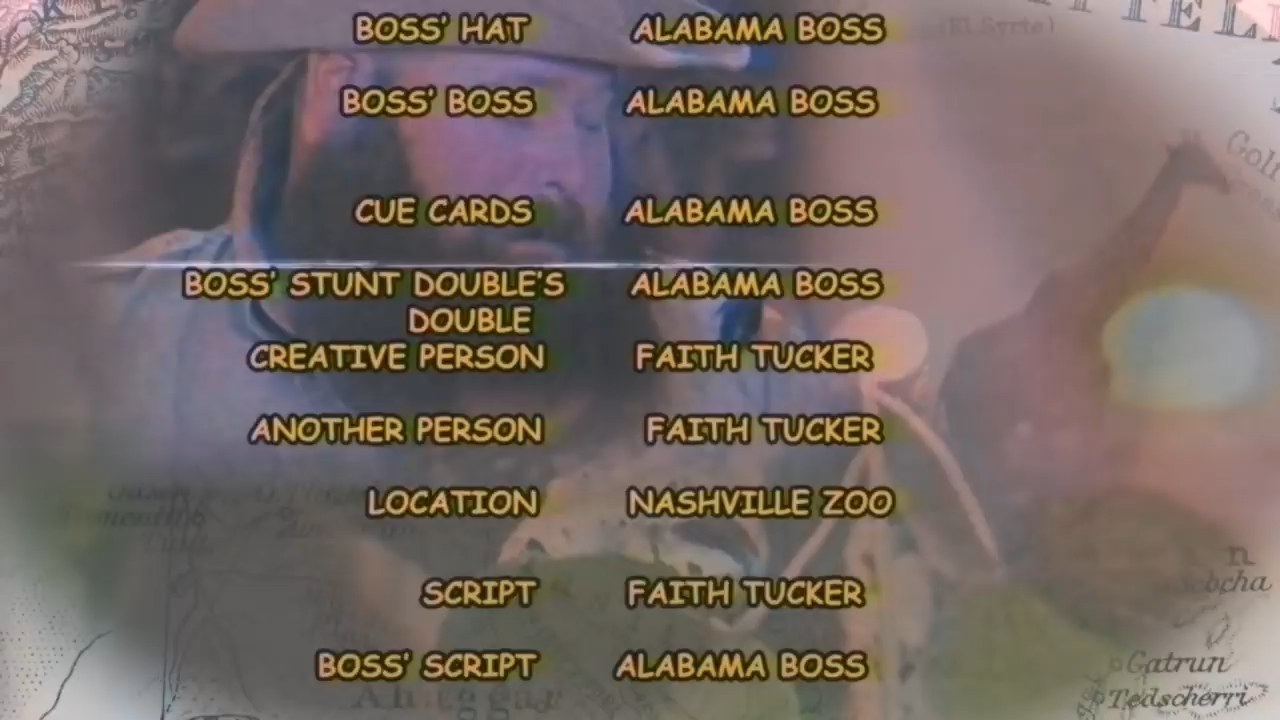 BOSS' HAT ALABAMA BOSS
BOSS' BOSS ALABAMA BOSS
CUE CARDS ALABAMA BOSS
BOSS' STUNT DOUBLE'S ALABAMA BOSS
DOUBLE
CREATIVE PERSON FAITH TUCKER
ANOTHER PERSON FAITH TUCKER
LOCATION NASHVILLE ZOO
SCRIPT FAITH TUCKER
BOSS' SCRIPT ALABAMA BOSS
Gatrun
Tedscherri